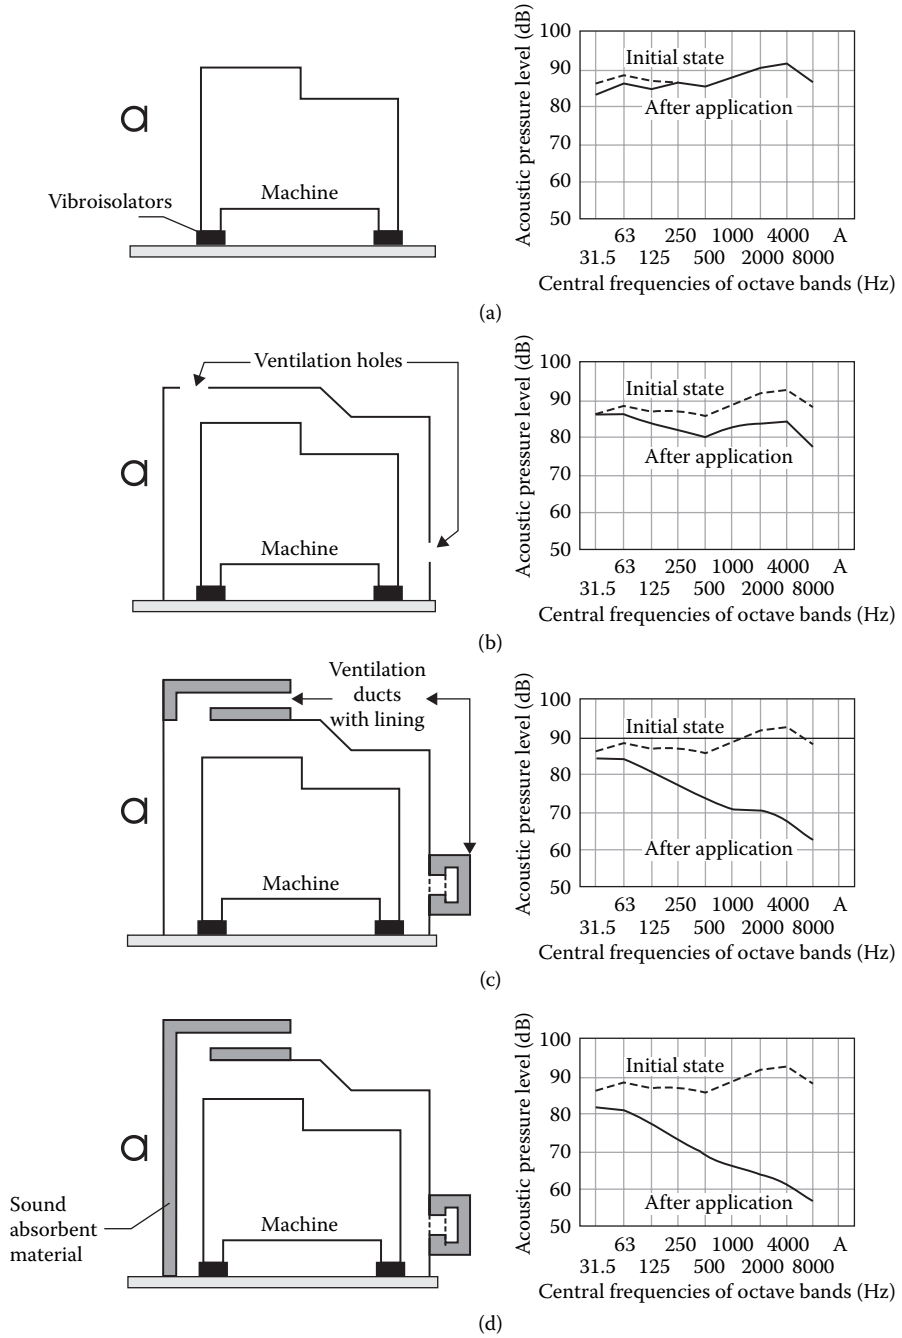 Vibroisolators
Machine
Acoustic pressure level (dB)
100
90
80
70
60
50
Initial state
After application
63 250 1000 4000 A
31.5 125 500 2000 8000
Central frequencies of octave bands (Hz)
(a)
Ventilation holes
Machine
Acoustic pressure level (dB)
100
90
80
70
60
50
Initial state
After application
63 250 1000 4000 A
31.5 125 500 2000 8000
Central frequencies of octave bands (Hz)
(b)
Ventilation
ducts
with lining
Machine
Acoustic pressure level (dB)
100
90
80
70
60
50
Initial state
After application
63 250 1000 4000 A
31.5 125 500 2000 8000
Central frequencies of octave bands (Hz)
(c)
Sound
absorbent
material
Machine
Acoustic pressure level (dB)
100
90
80
70
60
50
Initial state
After application
63 250 1000 4000 A
31.5 125 500 2000 8000
Central frequencies of octave bands (Hz)
(d)